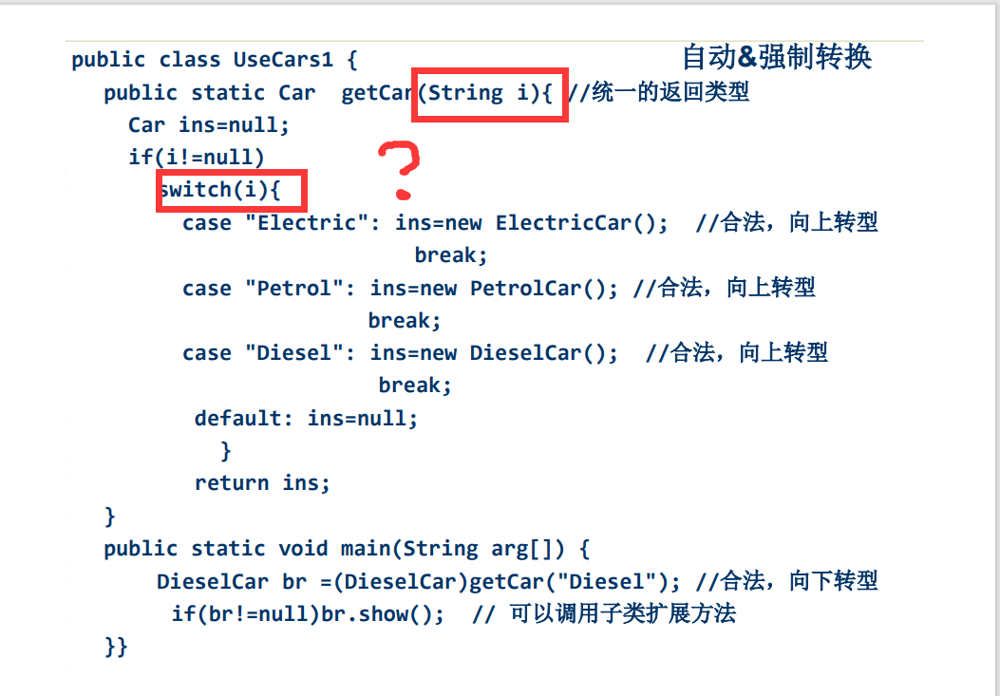 自动&强制转换
public class UseCars1 {
public static Car getCar(String i){ //统一的返回类型
Car ins=null;
if(i!=null)
switch(i){
?
case "Electric": ins=new ElectricCar(); //合法，向上转型
break;
case "Petrol": ins=new PetrolCar(); //合法，向上转型
break;
case "Diesel": ins=new DieselCar(); //合法，向上转型
break;
default: ins=null;
}
return ins;
}
public static void main(String arg[]) {
DieselCar br =(DieselCar)getCar("Diesel"); //合法，向下转型
if(br!=null)br.show(); // 可以调用子类扩展方法
}}